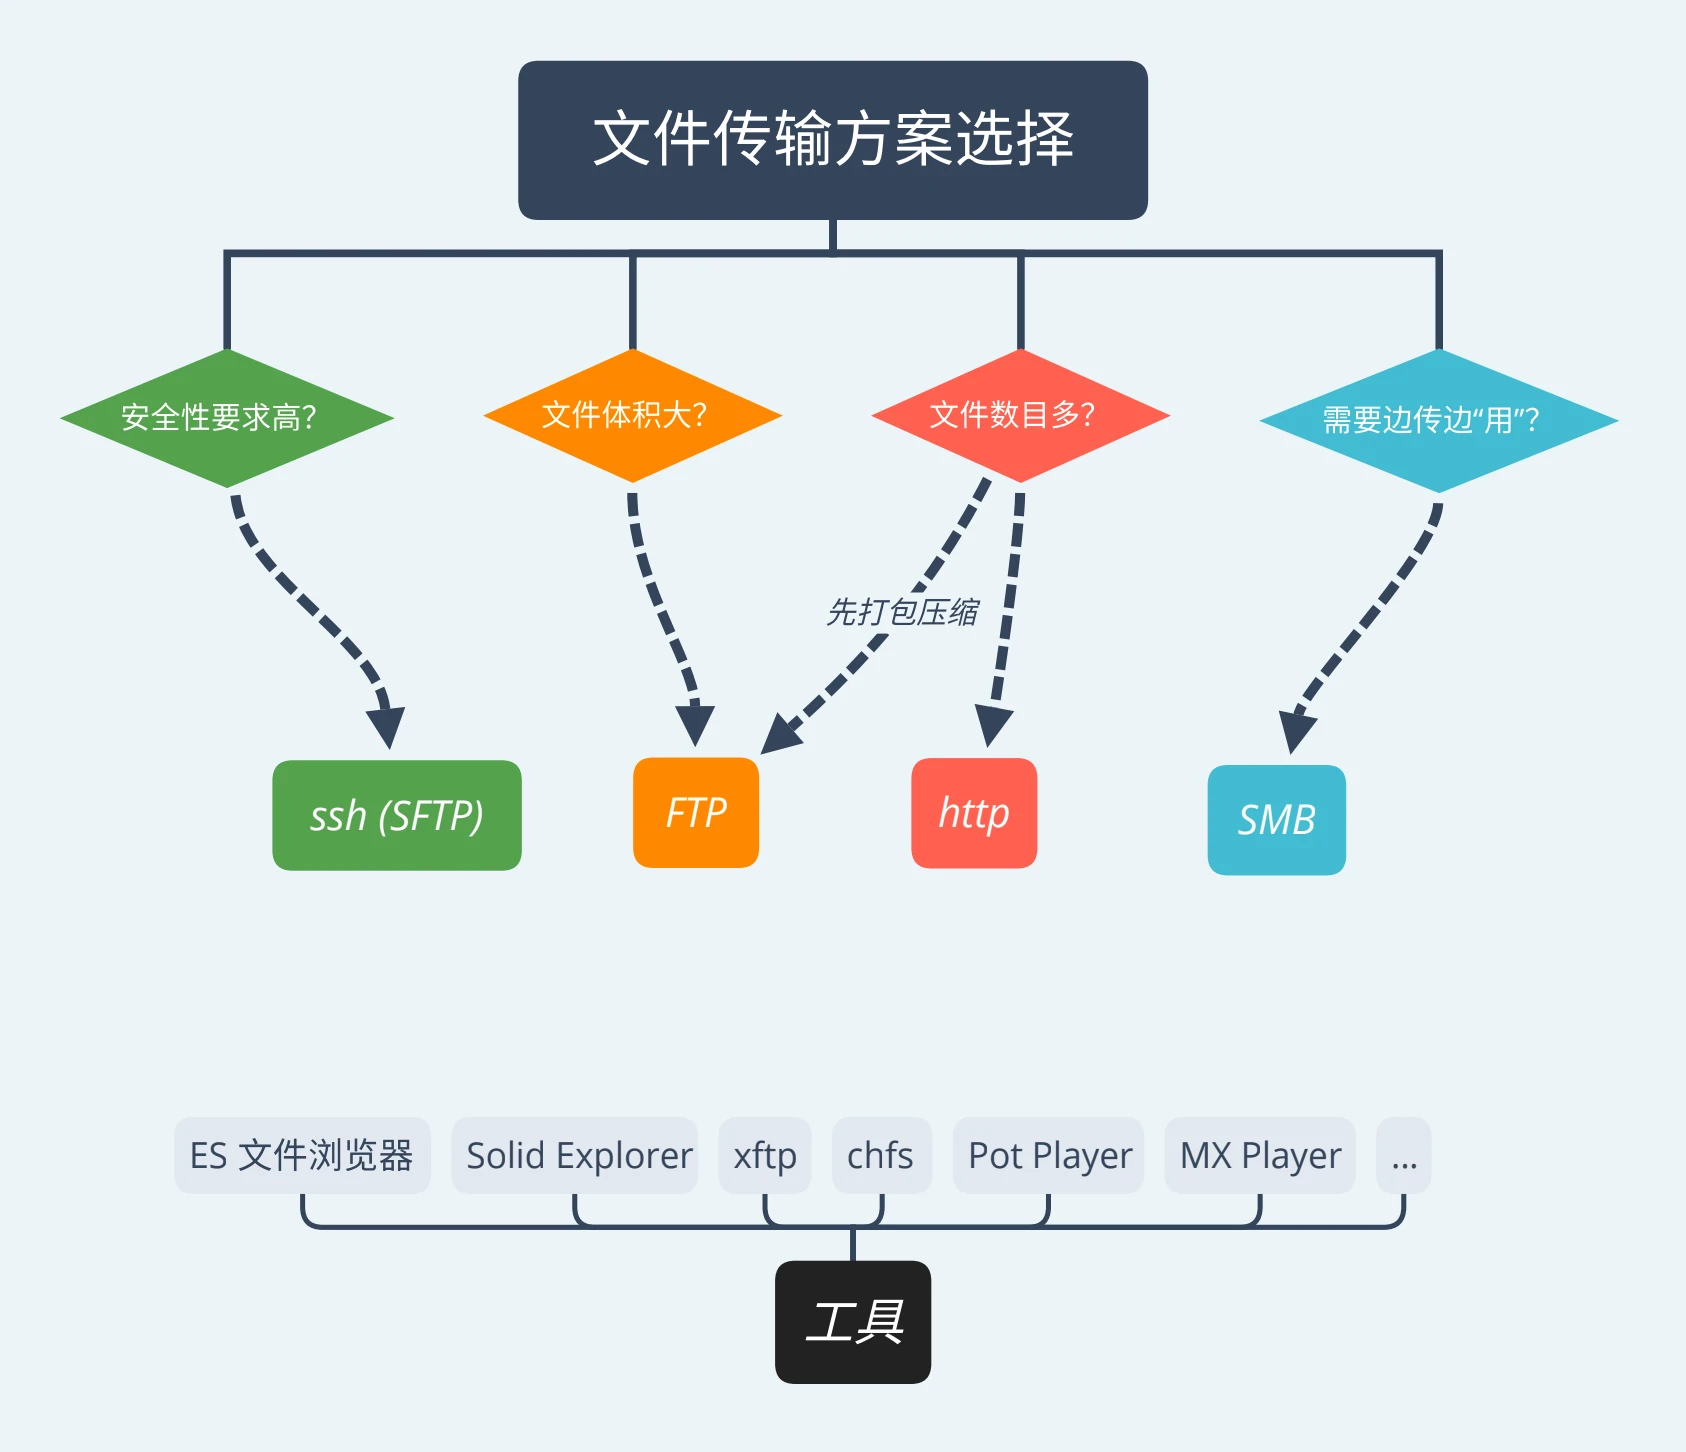 文件传输方案选择
安全性要求高?
文件体积大?
文件数目多?
需要边传边“用”?
先打包压缩
ssh (SFTP)
FTP
http
SMB
ES 文件浏览器
Solid Explorer
xftp
chfs
Pot Player
MX Player
...
工具